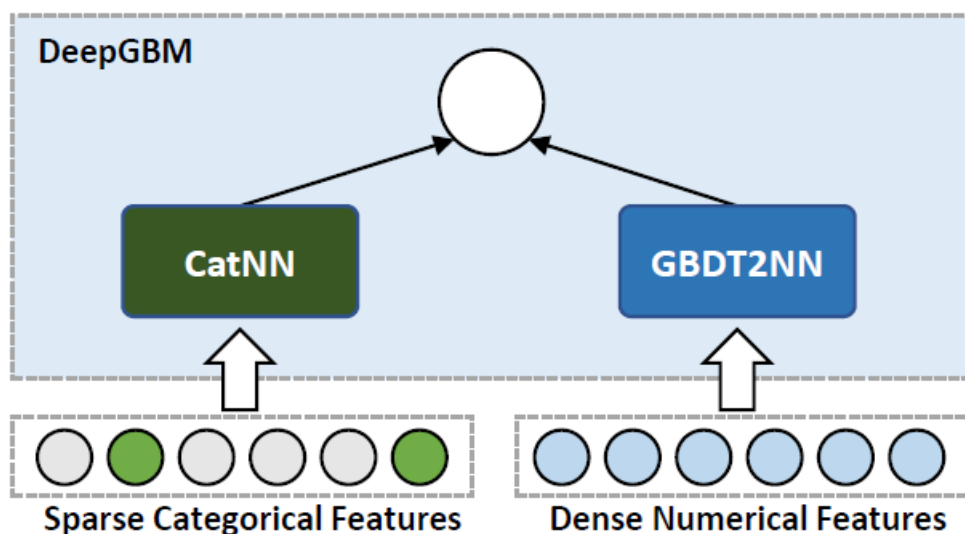 DeepGBM
CatNN
GBDT2NN
Sparse Categorical Features
Dense Numerical Features